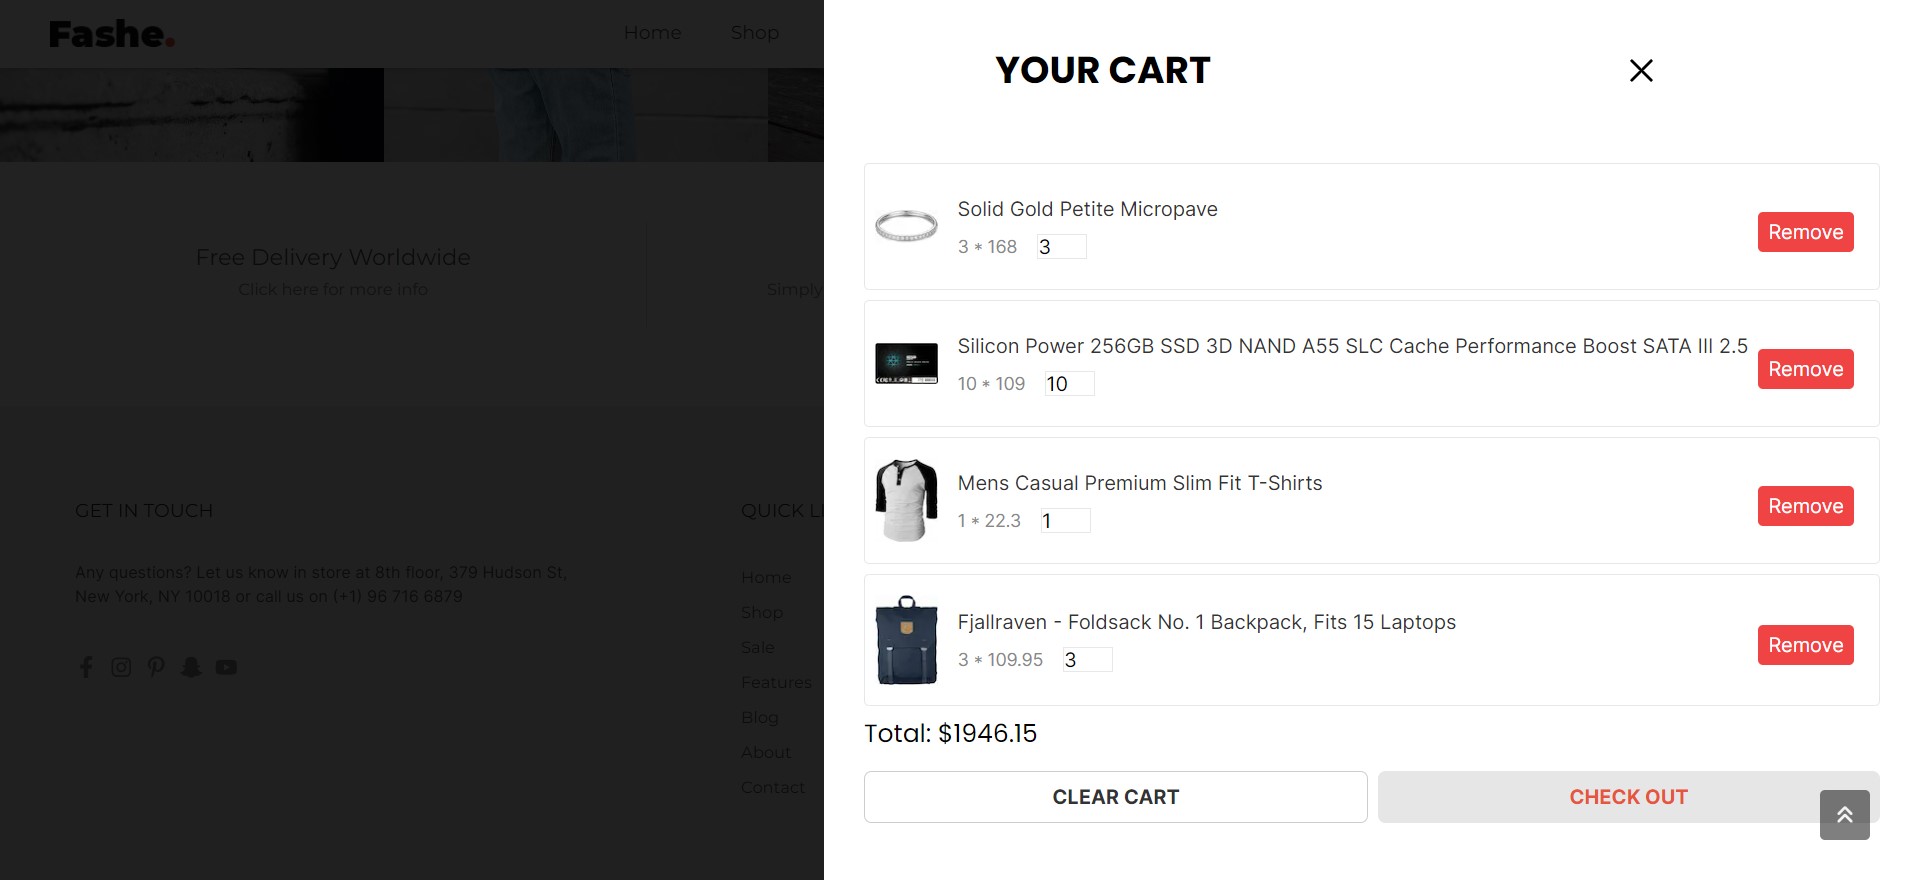 Fashe.
Home
Shop
Free Delivery Worldwide
Click here for more info
Simply
GET IN TOUCH
Any questions? Let us know in store at 8th floor, 379 Hudson St,
New York, NY 10018 or call us on (+1) 96 716 6879
QUICK LI
Home
Shop
Sale
Features
Blog
About
Contact
YOUR CART
Solid Gold Petite Micropave
3 * 168 3
Remove
Silicon Power 256GB SSD 3D NAND A55 SLC Cache Performance Boost SATA III 2.5
10 * 109 10
Remove
Mens Casual Premium Slim Fit T-Shirts
1 * 22.3 1
Remove
Fjallraven - Foldsack No. 1 Backpack, Fits 15 Laptops
3 * 109.95 3
Remove
Total: $1946.15
CLEAR CART
CHECK OUT